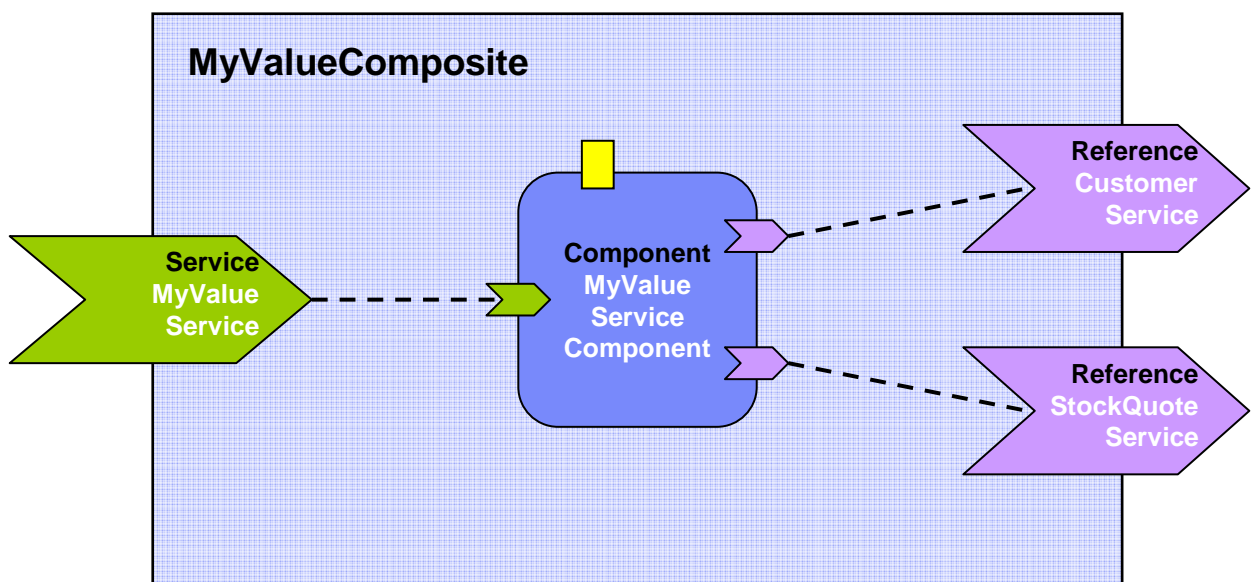 MyValueComposite
Service
MyValue
Service
Component
MyValue
Service
Component
Reference
Customer
Service
Reference
StockQuote
Service